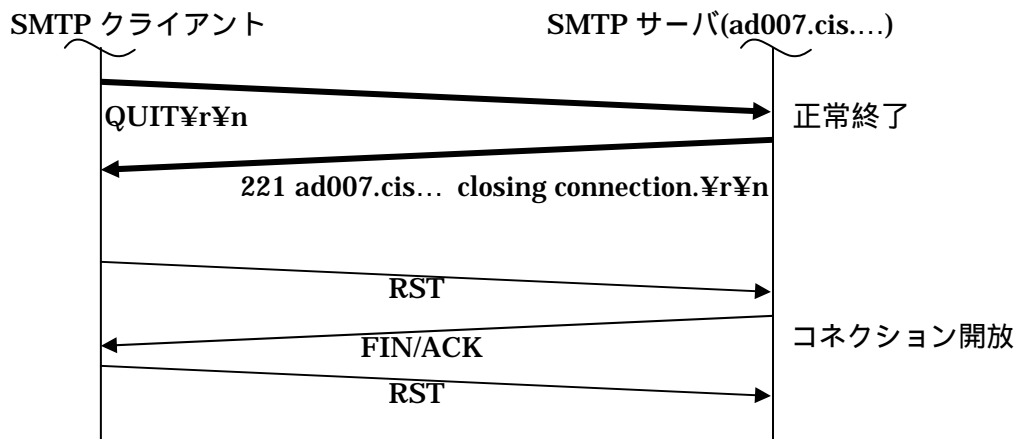 SMTP クライアント
SMTP サーバ(ad007.cis.…)
QUIT¥r¥n
正常終了
221 ad007.cis… closing connection.¥r¥n
RST
コネクション開放
FIN/ACK
RST